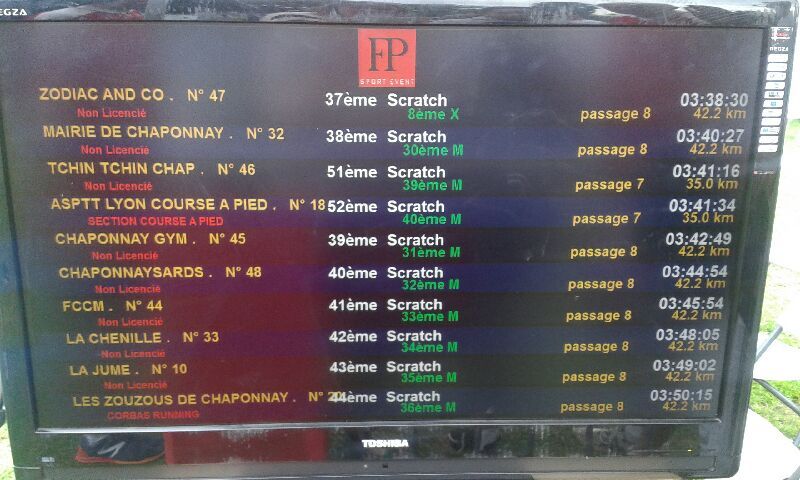 EGZA
FP
SPORT EVENT
ZODIAC AND CO . N° 47 37ème Scratch 03:38:30
Non Licencié 8ème X passage 8 42.2 km
MAIRIE DE CHAPONNAY . N° 32 38ème Scratch 03:40:27
Non Licencié 30ème M passage 8 42.2 km
TCHIN TCHIN CHAP . N° 46 51ème Scratch 03:41:16
Non Licencié 39ème M passage 7 35.0 km
ASPTT LYON COURSE A PIED . N° 18 52ème Scratch 03:41:34
SECTION COURSE A PIED 40ème M passage 7 35.0 km
CHAPONNAY GYM . N° 45 39ème Scratch 03:42:49
Non Licencié 31ème M passage 8 42.2 km
CHAPONNAYSARDS . N° 48 40ème Scratch 03:44:54
Non Licencié 32ème M passage 8 42.2 km
FCCM . N° 44 41ème Scratch 03:45:54
Non Licencié 33ème M passage 8 42.2 km
LA CHENILLE . N° 33 42ème Scratch 03:48:05
Non Licencié 34ème M passage 8 42.2 km
LA JUME . N° 10 43ème Scratch 03:49:02
Non Licencié 35ème M passage 8 42.2 km
LES ZOUZOUS DE CHAPONNAY . N° 44ème Scratch 03:50:15
CORBAS RUNNING 36ème M passage 8 42.2 km
TOSHIBA